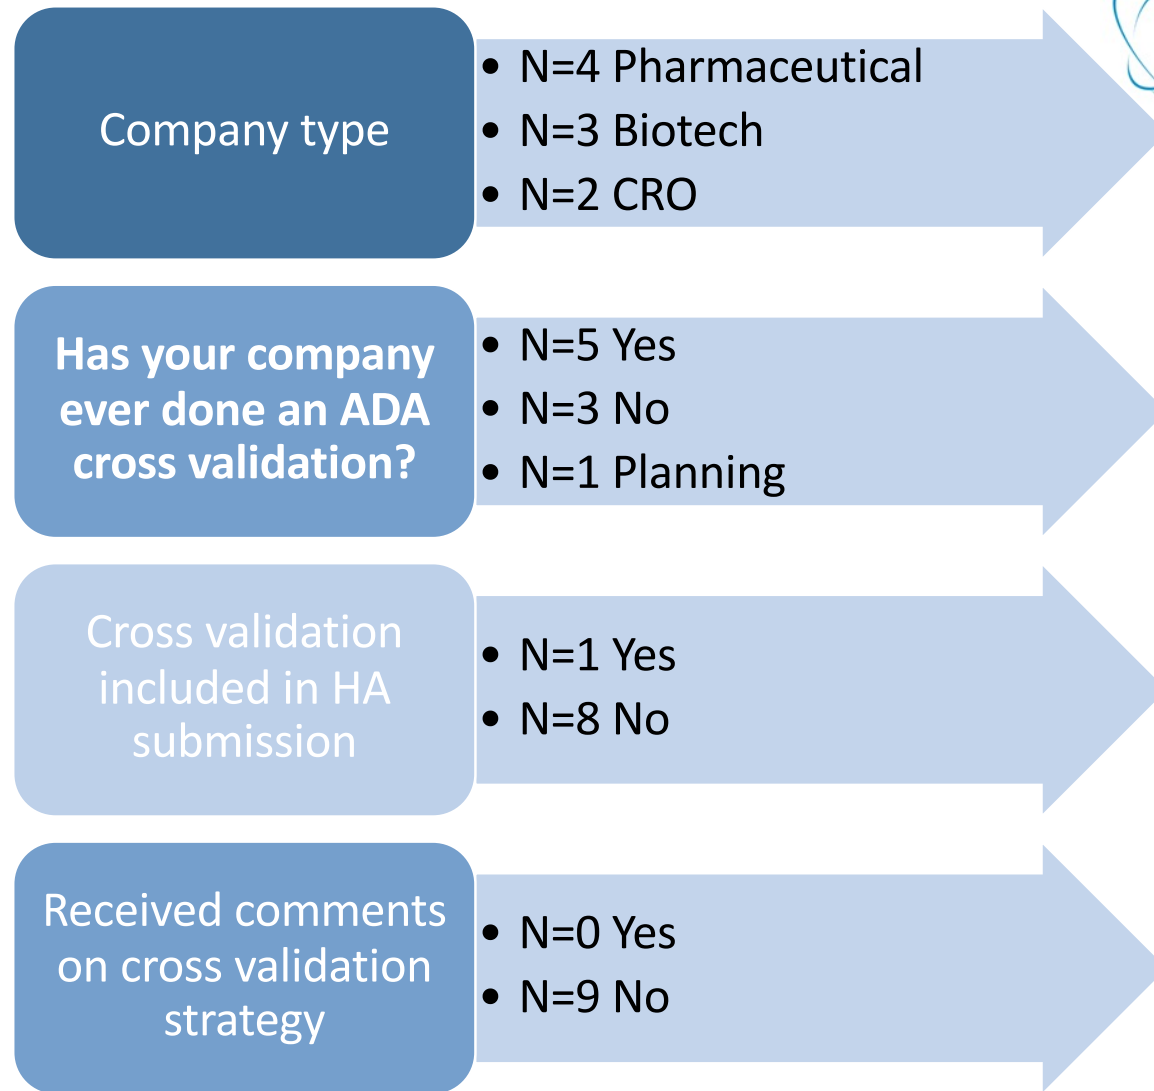 Company type
• N=4 Pharmaceutical
• N=3 Biotech
• N=2 CRO
Has your company
ever done an ADA
cross validation?
• N=5 Yes
• N=3 No
• N=1 Planning
Cross validation
included in HA
submission
• N=1 Yes
• N=8 No
Received comments
on cross validation
strategy
• N=0 Yes
• N=9 No